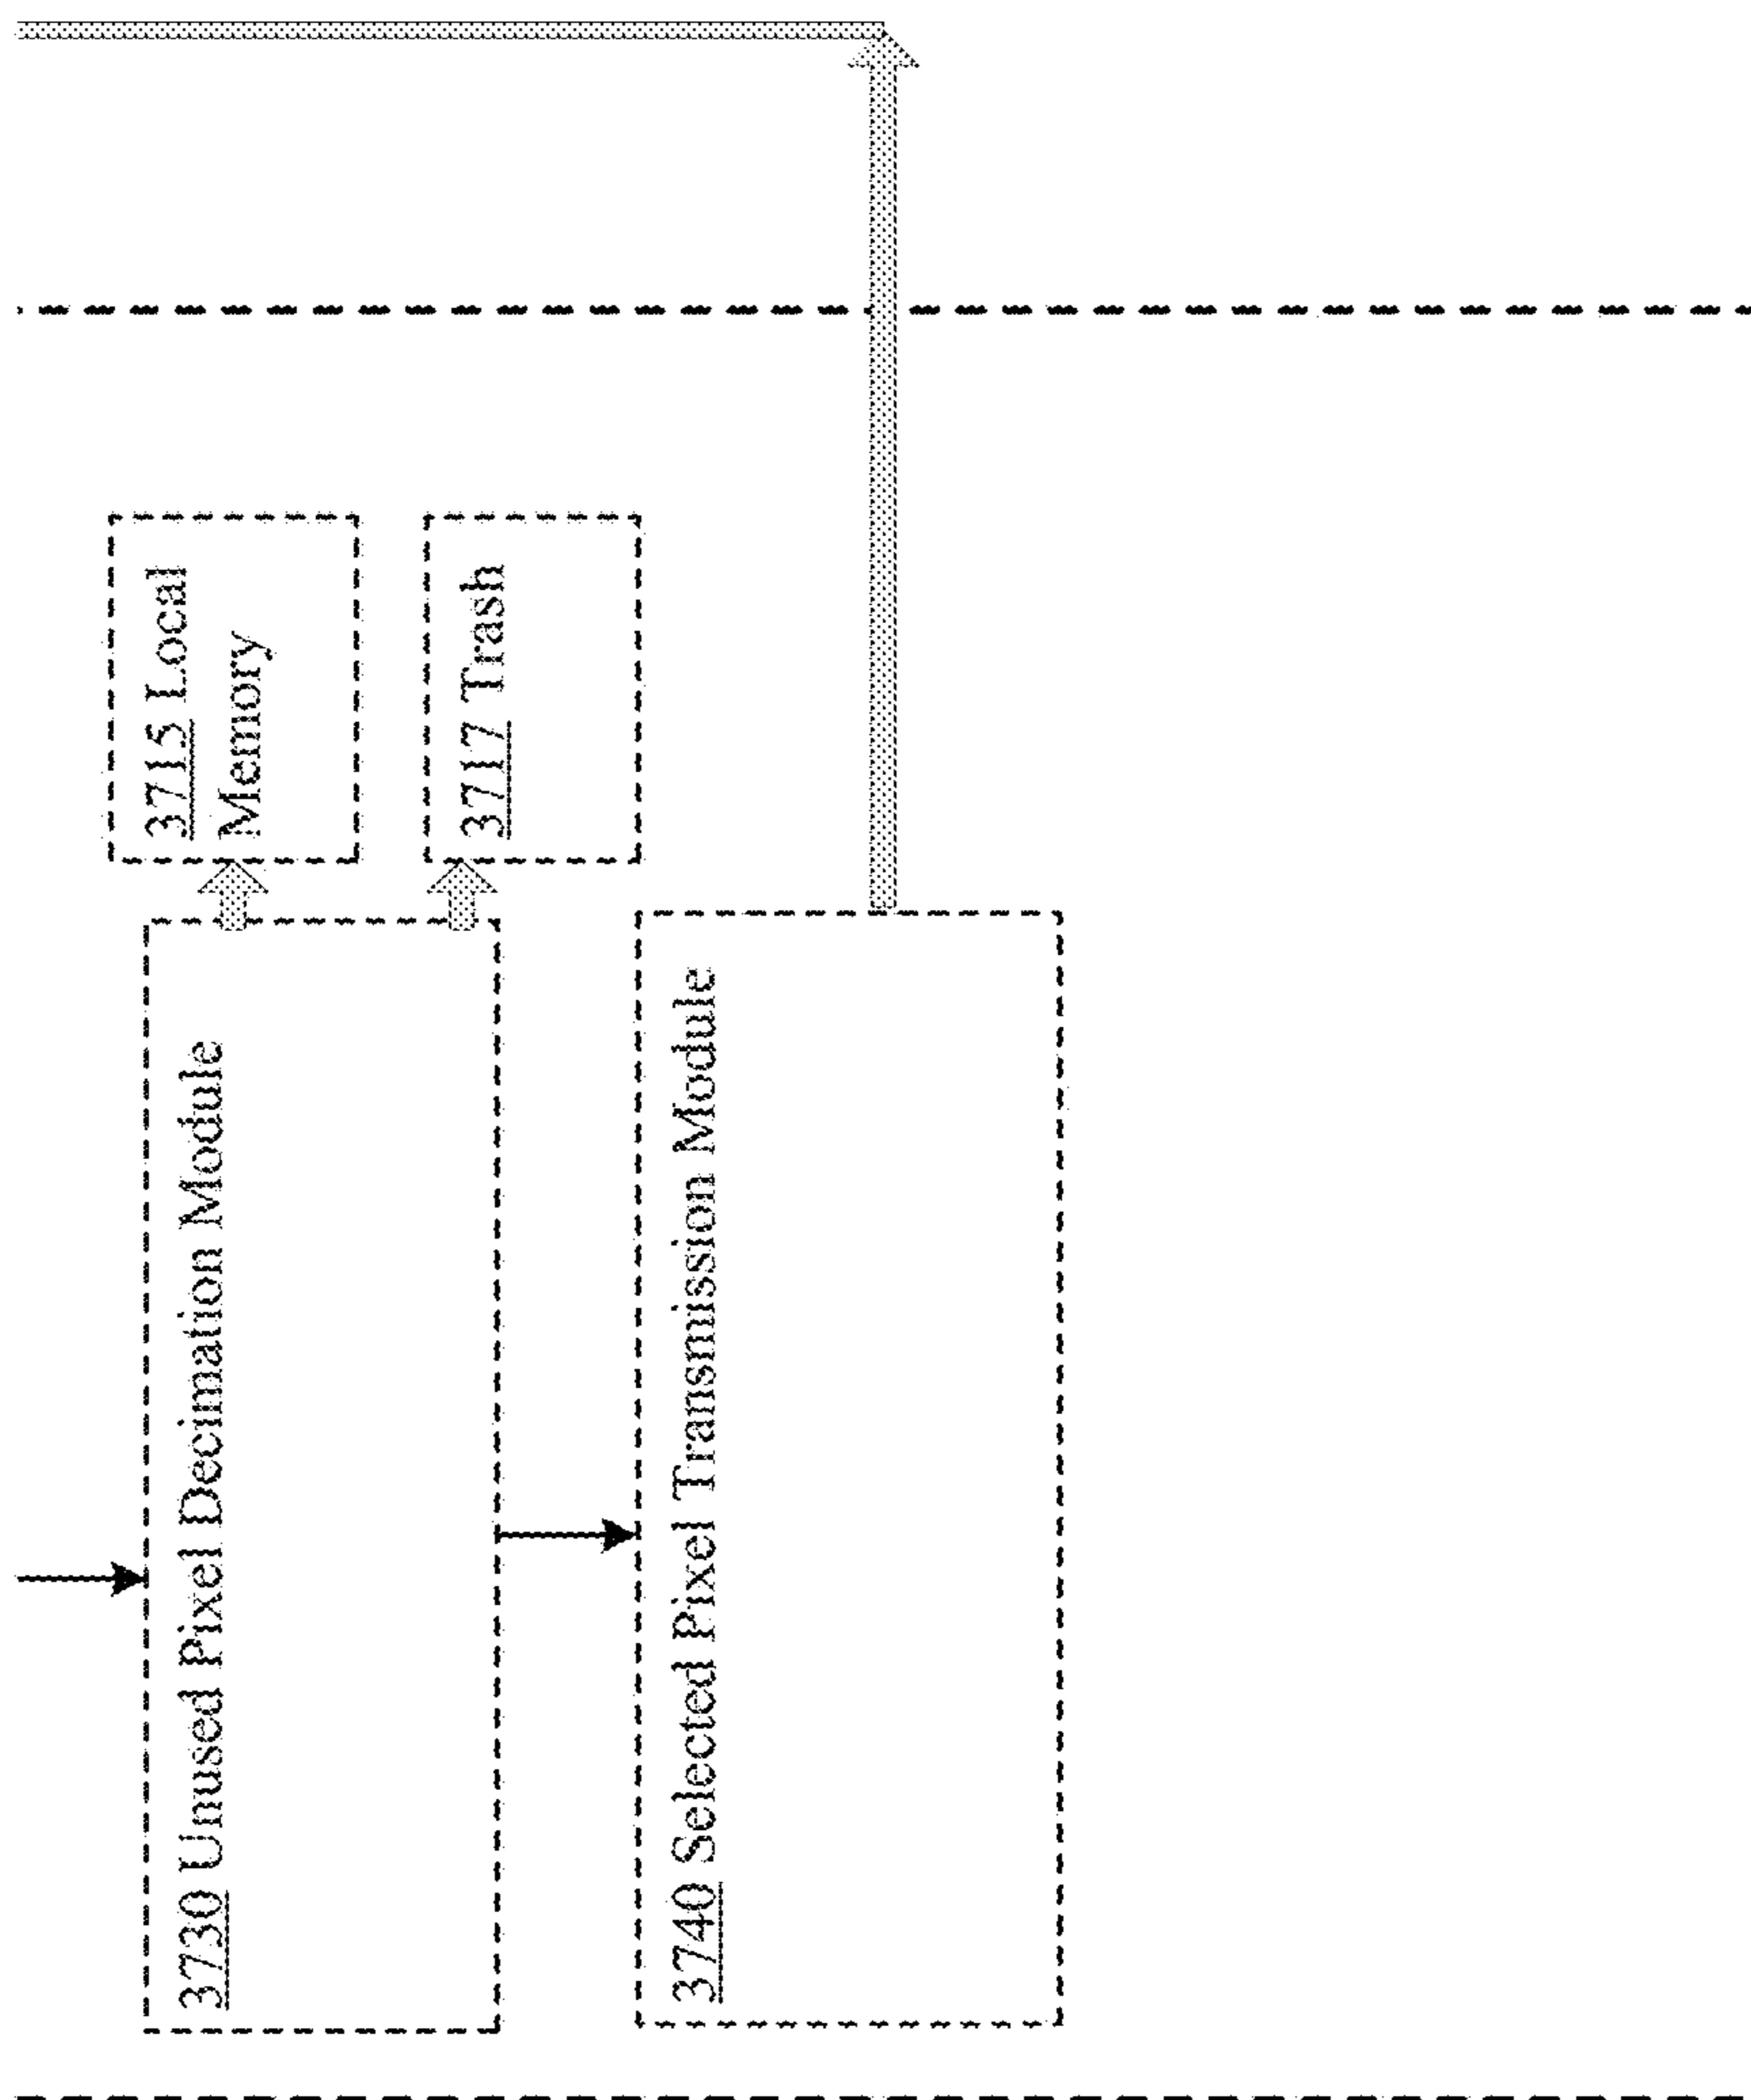 3715 Local
Memory
3717 Trash
3730 Unused Pixel Decimation Module
3740 Selected Pixel Transmission Module